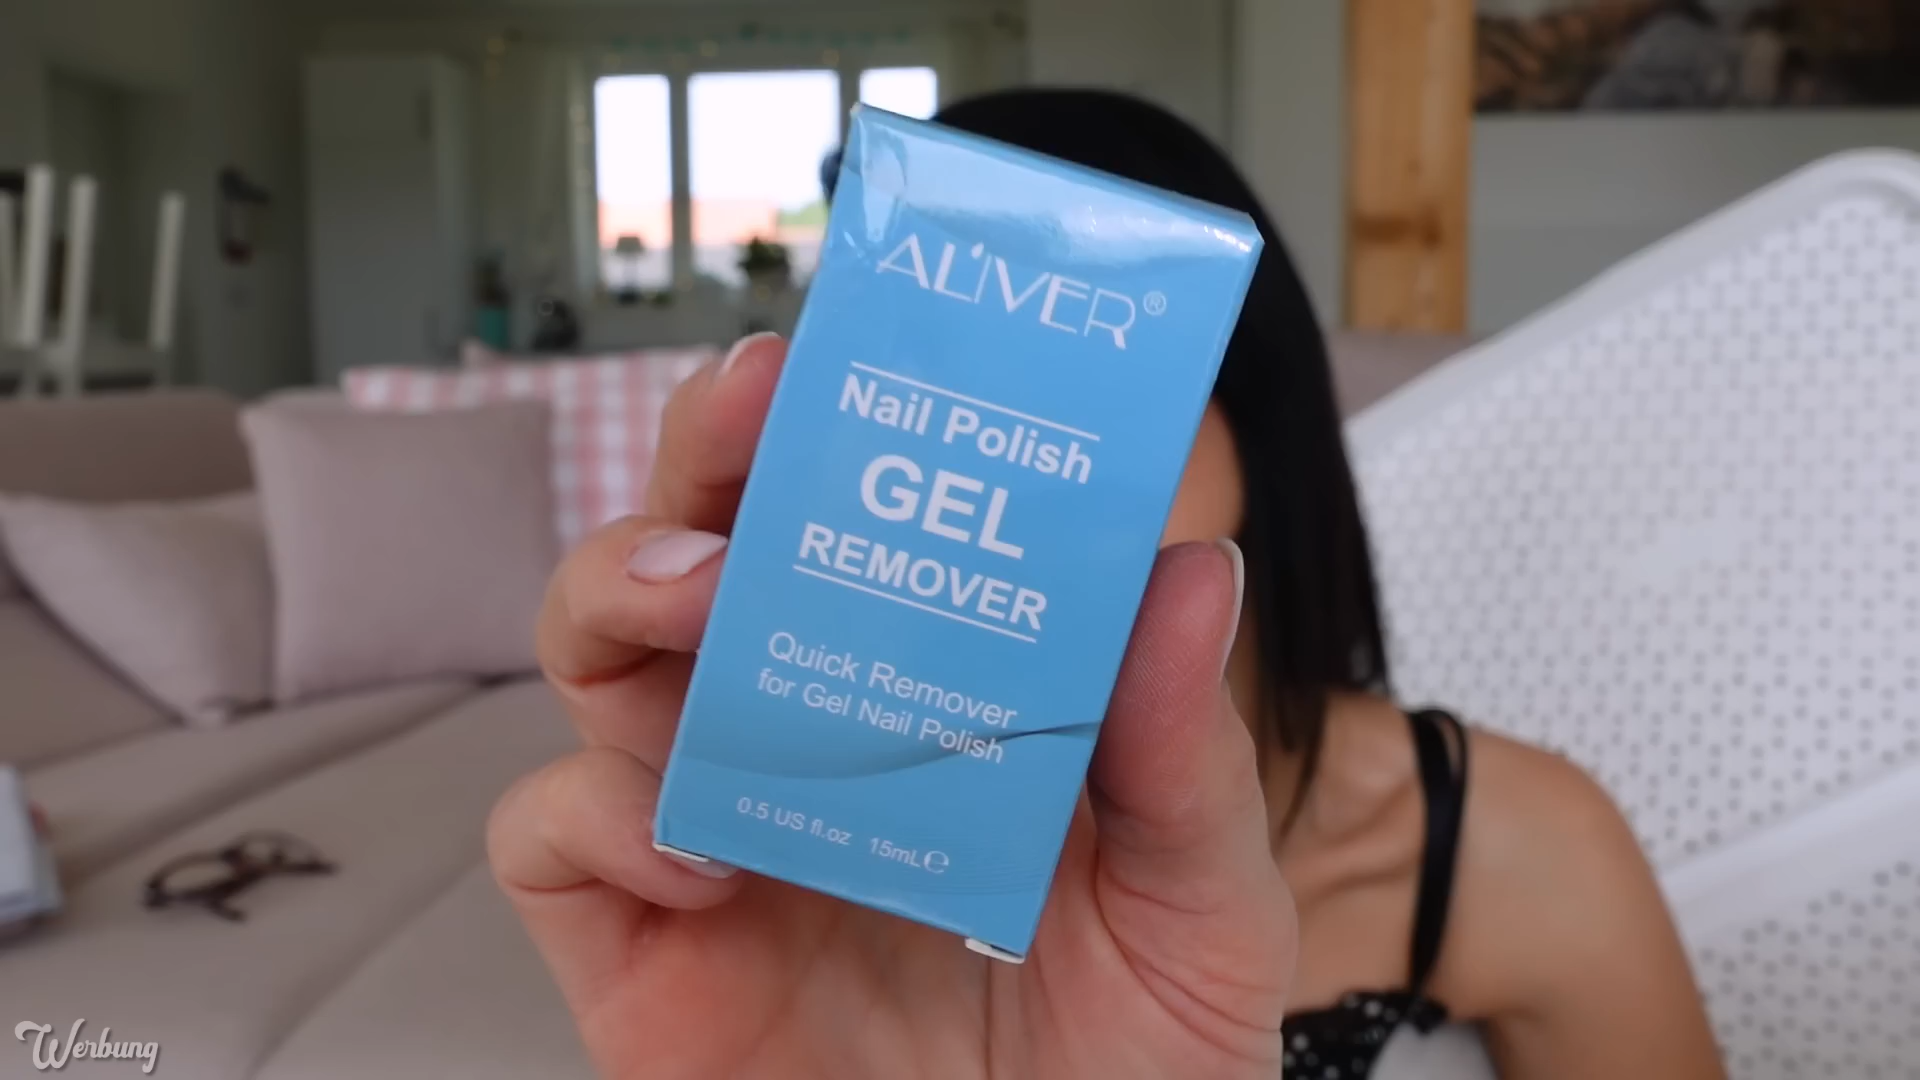 ALIVER®
Nail Polish
GEL
REMOVER
Quick Remover
for Gel Nail Polish
0.5 US fl.oz 15mL℮
Werbung